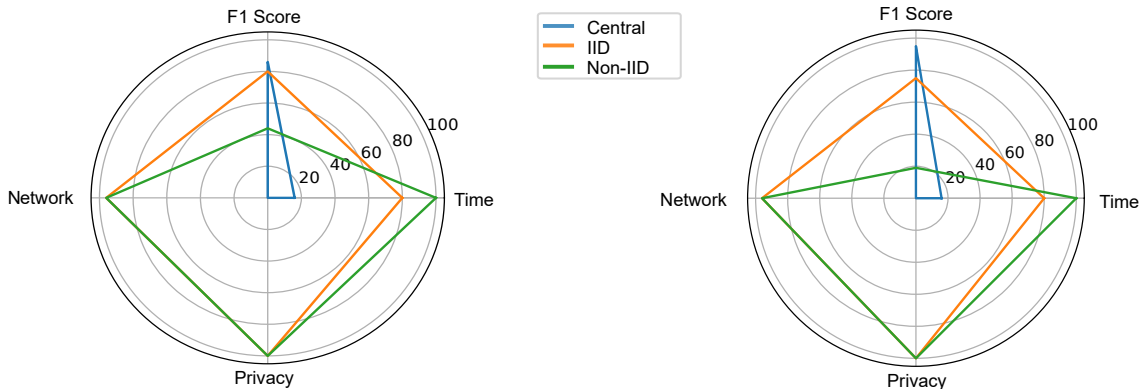 F1 Score
100
80
60
40
20
Network
Time
Privacy
Central
IID
Non-IID
F1 Score
100
80
60
40
20
Network
Time
Privacy